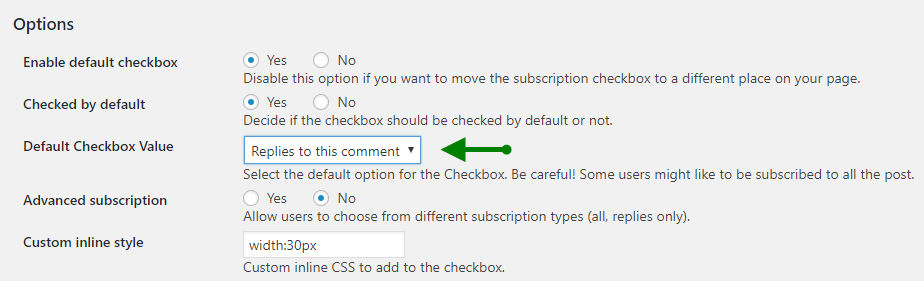 Options
Enable default checkbox Yes No
Disable this option if you want to move the subscription checkbox to a different place on your page.
Checked by default Yes No
Decide if the checkbox should be checked by default or not.
Default Checkbox Value Replies to this comment
Select the default option for the Checkbox. Be careful! Some users might like to be subscribed to all the post.
Advanced subscription Yes No
Allow users to choose from different subscription types (all, replies only).
Custom inline style width:30px
Custom inline CSS to add to the checkbox.